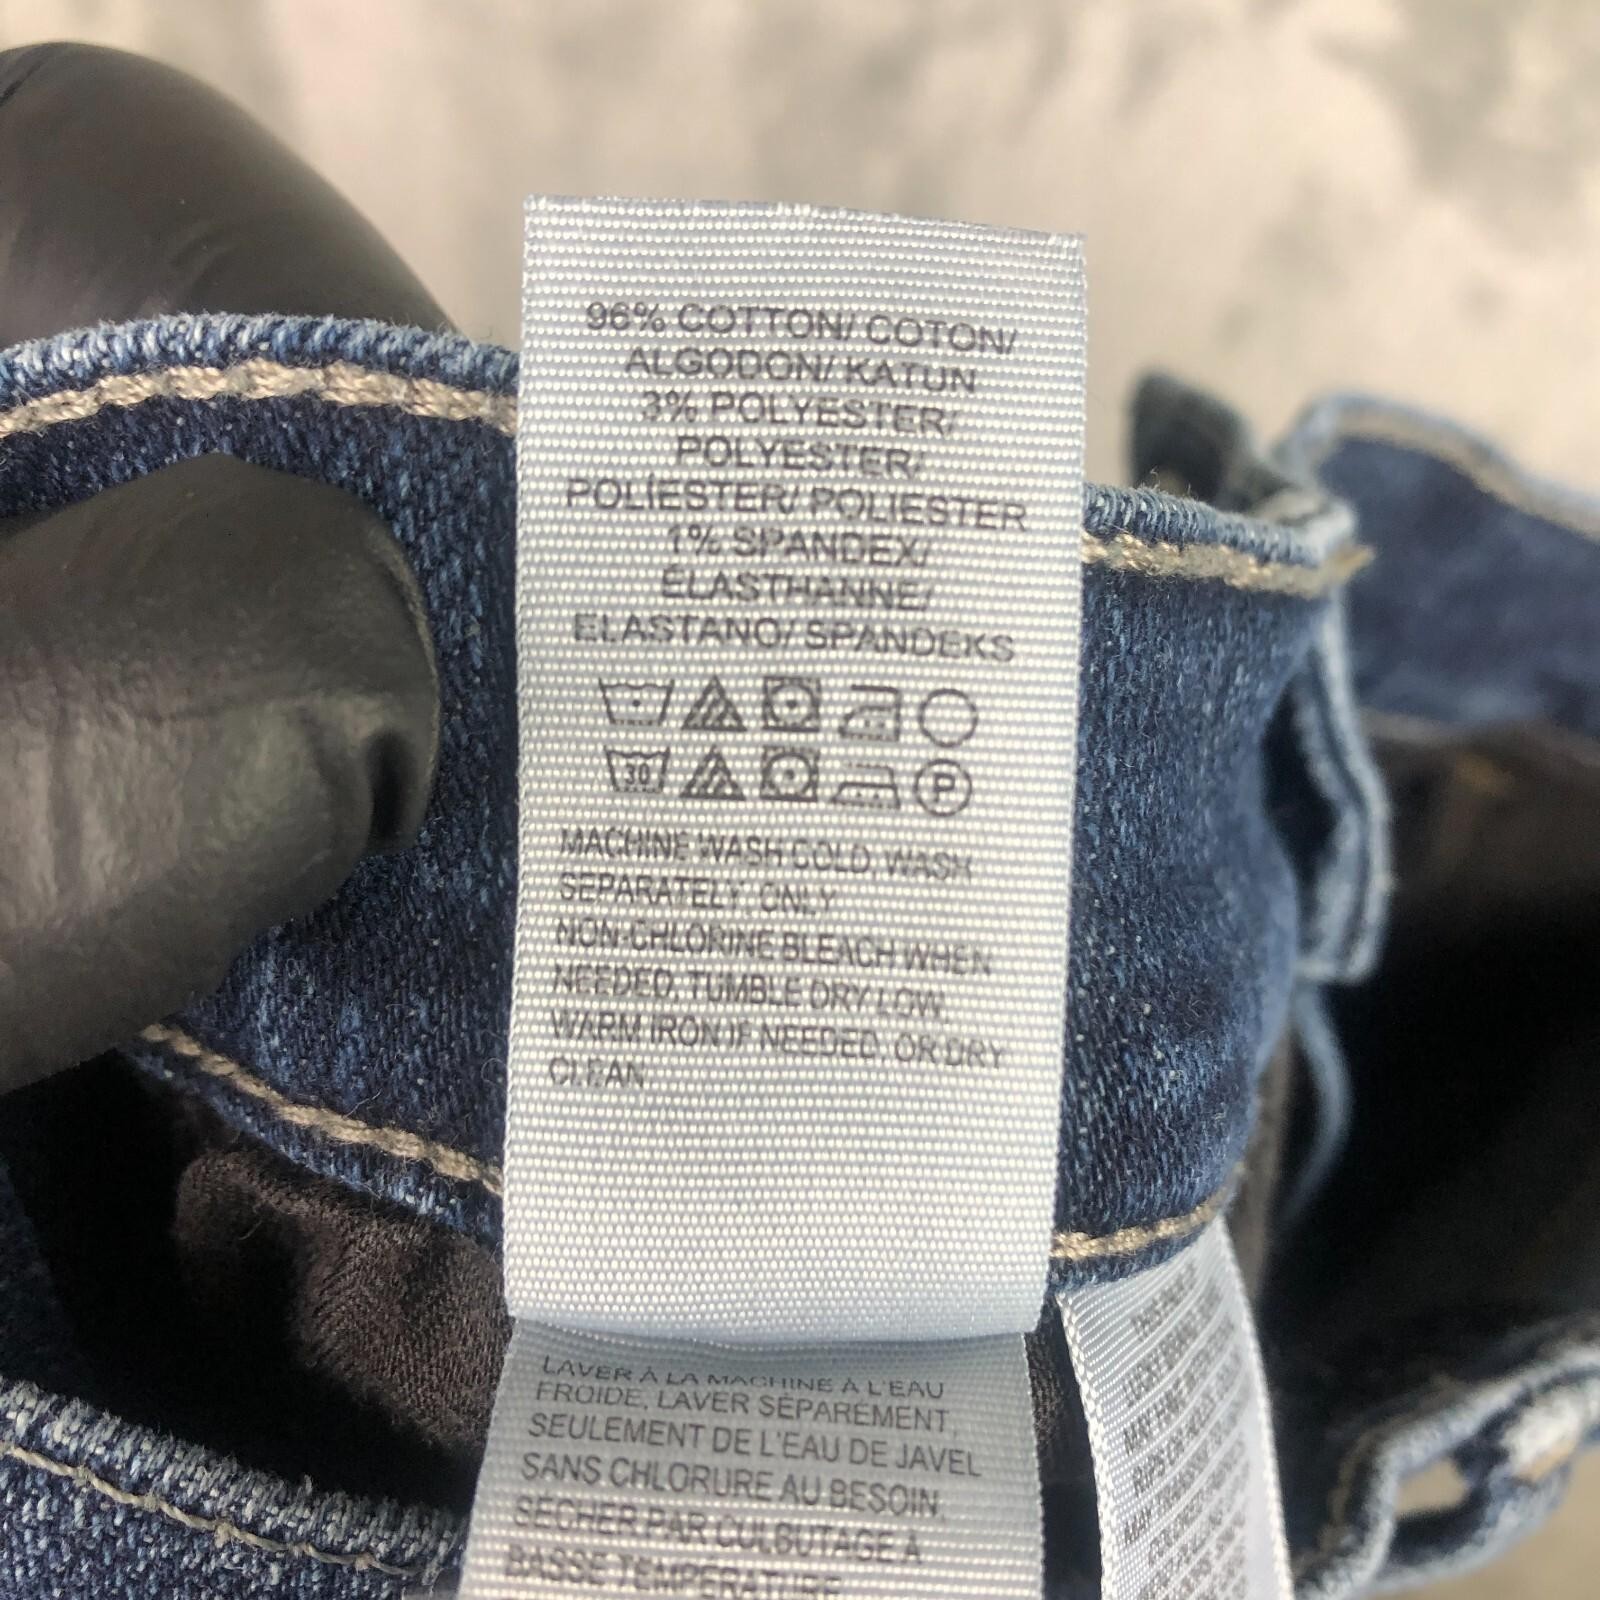 96% COTTON/ COTON/
ALGODON/ KATUN
3% POLYESTER/
POLYESTER/
POLIESTER/ POLIESTER
1% SPANDEX/
ÉLASTHANNE/
ELASTANO/ SPANDEKS
30
P
MACHINE WASH COLD, WASH
SEPARATELY, ONLY
NON-CHLORINE BLEACH WHEN
NEEDED, TUMBLE DRY LOW,
WARM IRON IF NEEDED, OR DRY
CLEAN
LAVER À LA MACHINE À L'EAU
FROIDE, LAVER SÉPARÉMENT,
SEULEMENT DE L'EAU DE JAVEL
SANS CHLORURE AU BESOIN,
SÉCHER PAR CULBUTAGE À
BASSE TEMPÉRATURE